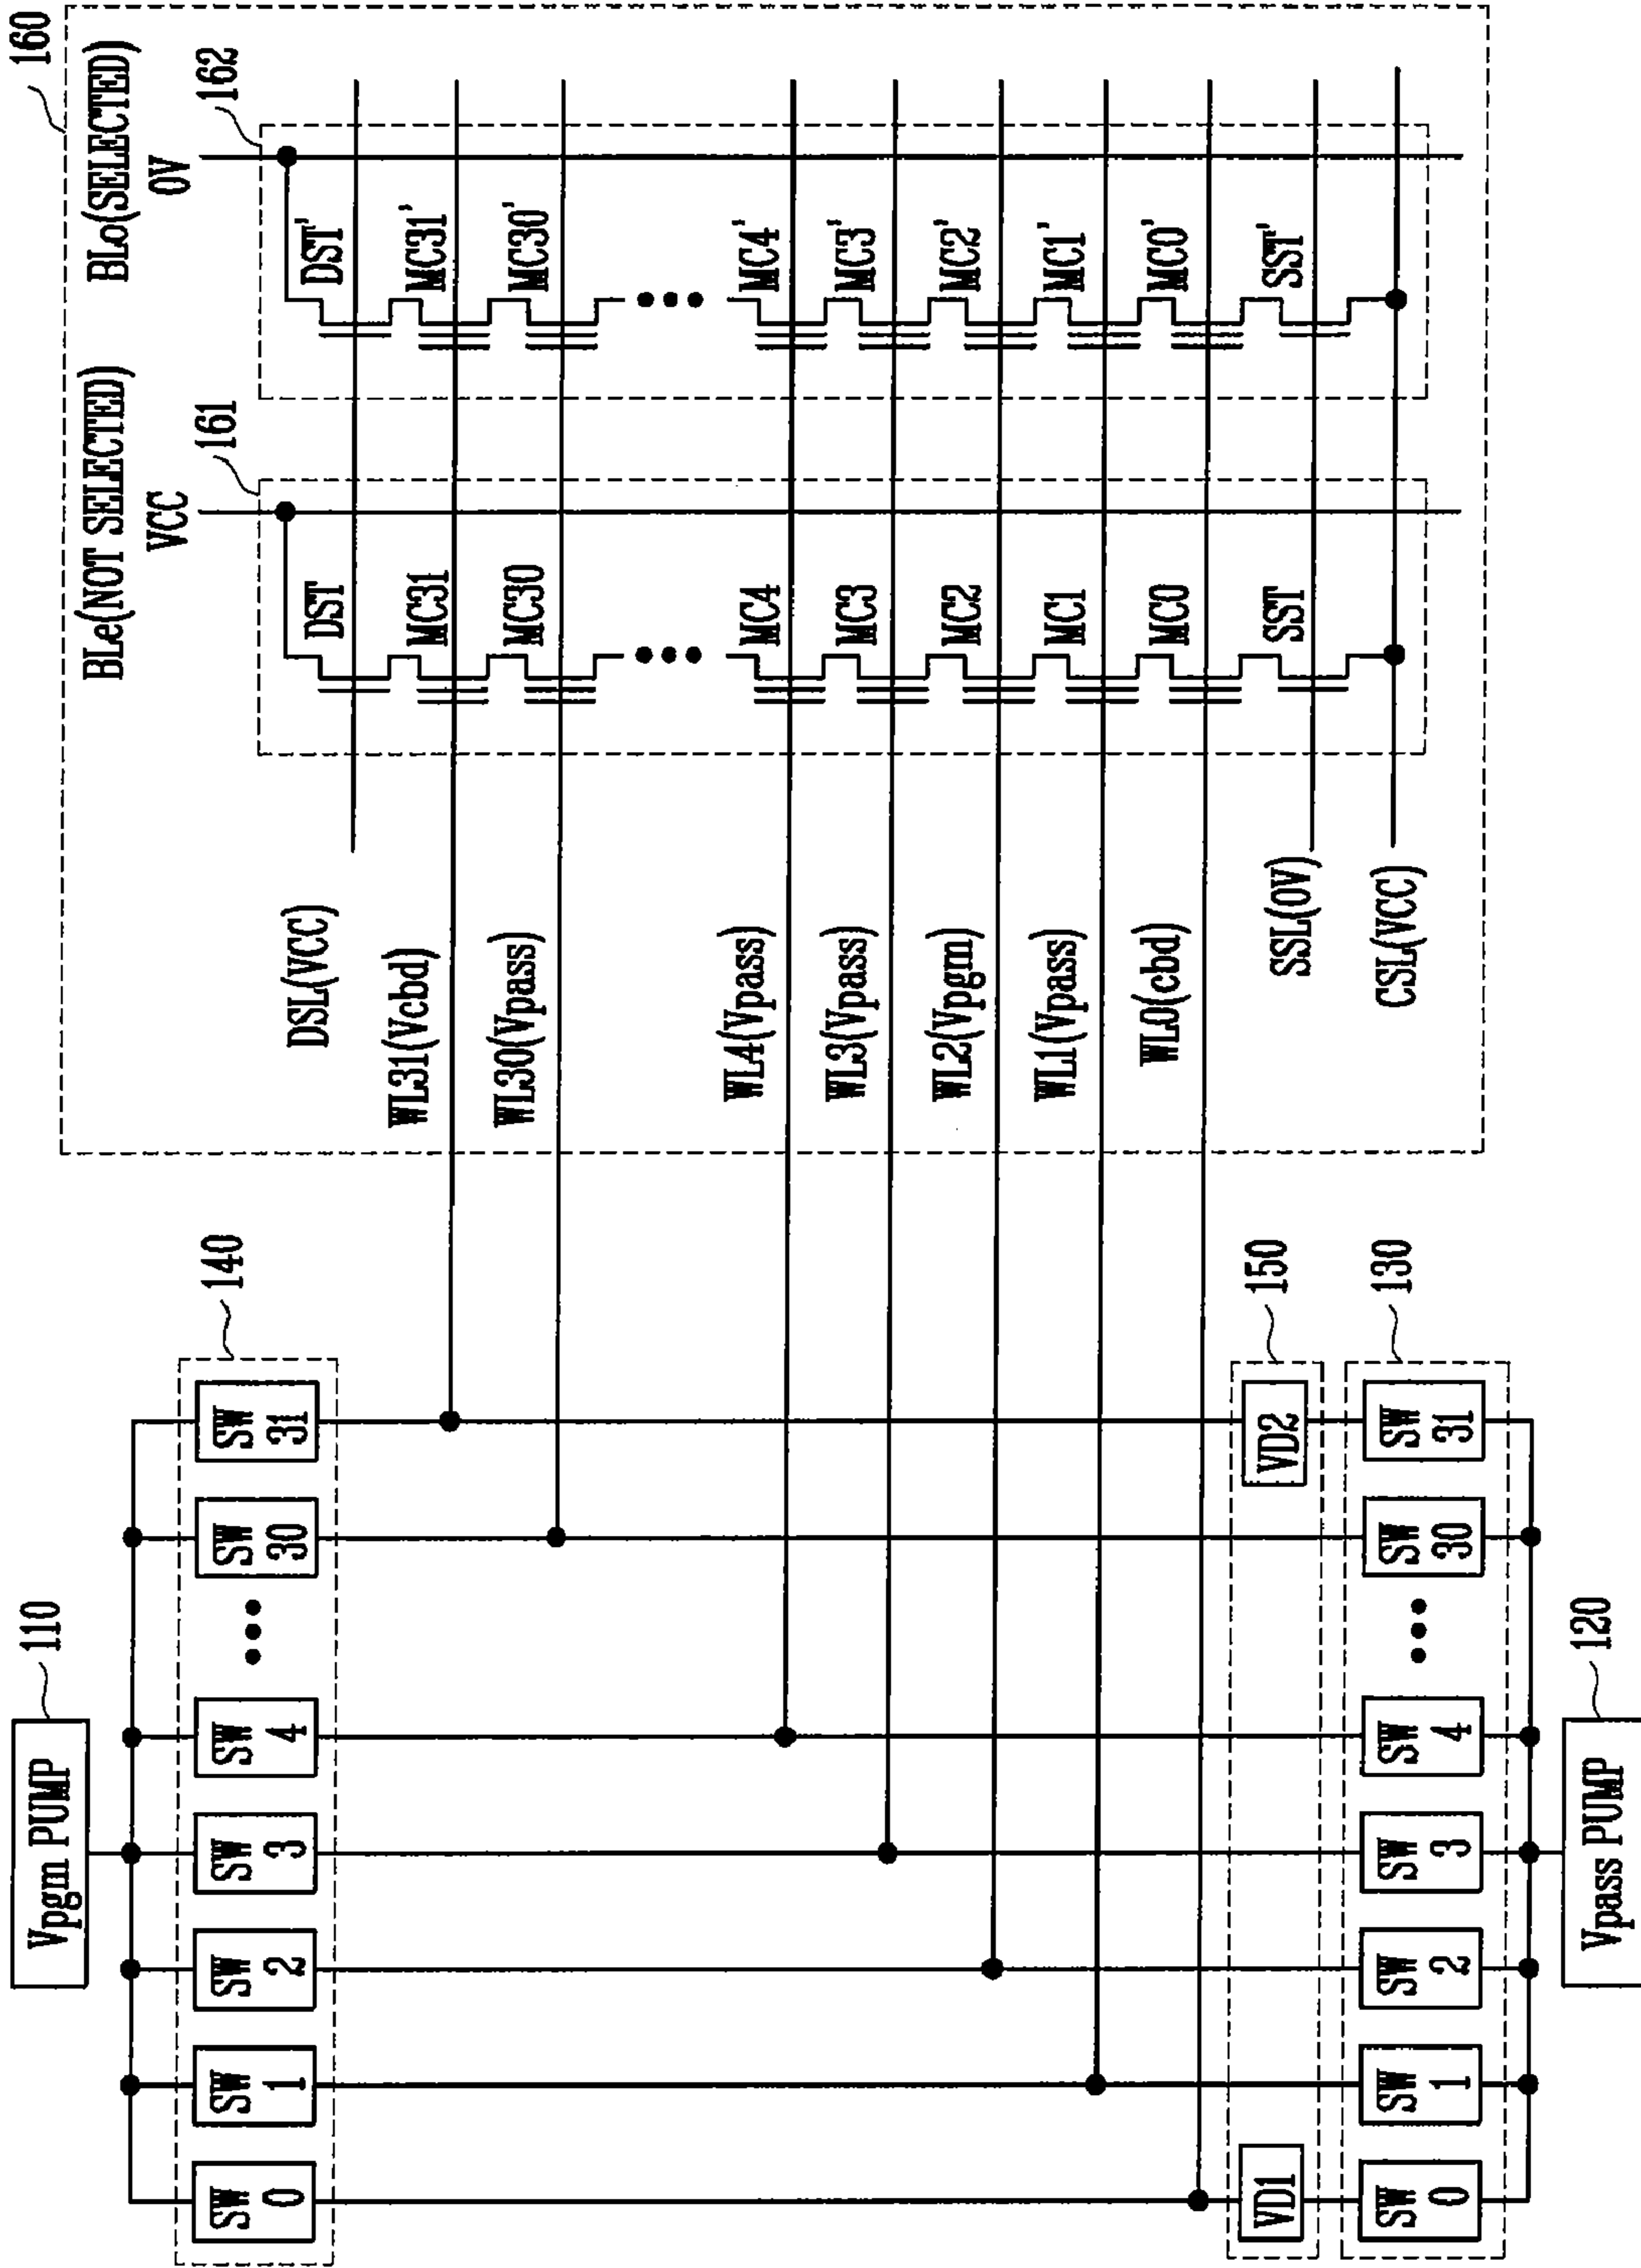 Vpgm PUMP
110
140
SW 0
SW 1
SW 2
SW 3
SW 4
SW 30
SW 31
150
VD1
VD2
130
SW 0
SW 1
SW 2
SW 3
SW 4
SW 30
SW 31
Vpass PUMP
120
160
BLe(NOT SELECTED)
BLo(SELECTED)
VCC
0V
161
162
DSL(VCC)
DST
DST'
WL31(Vcbd)
MC31
MC31'
WL30(Vpass)
MC30
MC30'
WL4(Vpass)
MC4
MC4'
WL3(Vpass)
MC3
MC3'
WL2(Vpgm)
MC2
MC2'
WL1(Vpass)
MC1
MC1'
WL0(cbd)
MC0
MC0'
SSL(0V)
SST
SST'
CSL(VCC)